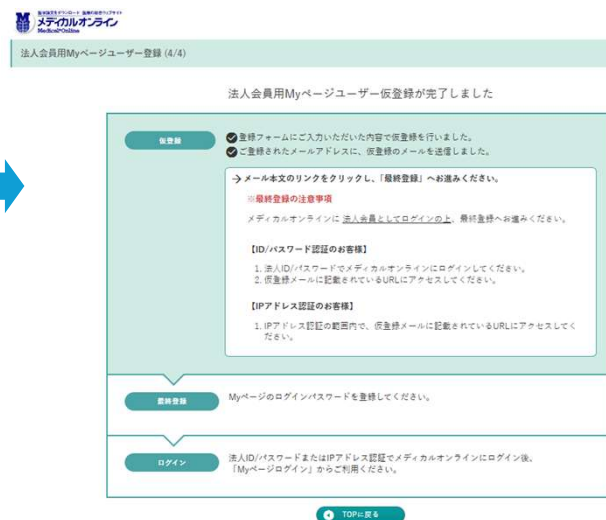 医学論文をダウンロード 医療の総合ウェブサイト
メディカルオンライン
Medical*Online
法人会員用Myページユーザー登録 (4/4)
法人会員用Myページユーザー仮登録が完了しました
仮登録
登録フォームにご入力いただいた内容で仮登録を行いました。
ご登録されたメールアドレスに、仮登録のメールを送信しました。
→メール本文のリンクをクリックし、「最終登録」へお進みください。
※最終登録の注意事項
メディカルオンラインに 法人会員としてログインの上、最終登録へお進みください。
【ID/パスワード認証のお客様】
1. 法人ID/パスワードでメディカルオンラインにログインしてください。
2. 仮登録メールに記載されているURLにアクセスしてください。
【IPアドレス認証のお客様】
1. IPアドレス認証の範囲内で、仮登録メールに記載されているURLにアクセスしてく
ださい。
最終登録
Myページのログインパスワードを登録してください。
ログイン
法人ID/パスワードまたはIPアドレス認証でメディカルオンラインにログイン後、
「Myページログイン」からご利用ください。
TOPに戻る